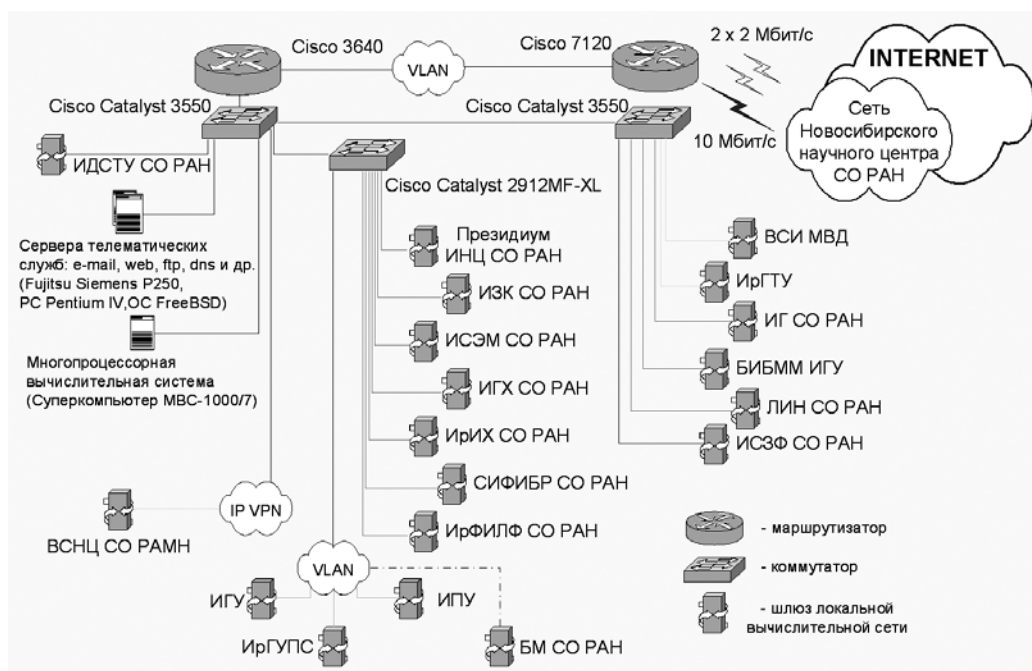 Cisco 3640
VLAN
Cisco 7120
2 x 2 Мбит/с
INTERNET
Cisco Catalyst 3550
Cisco Catalyst 3550
10 Мбит/с
Сеть
Новосибирского
научного центра
СО РАН
ИДСТУ СО РАН
Cisco Catalyst 2912MF-XL
Сервера телематических
служб: e-mail, web, ftp, dns и др.
(Fujitsu Siemens P250,
PC Pentium IV,ОС FreeBSD)
Многопроцессорная
вычислительная система
(Суперкомпьютер МВС-1000/7)
Президиум
ИНЦ СО РАН
ИЗК СО РАН
ИСЭМ СО РАН
ИГХ СО РАН
ИрИХ СО РАН
СИФИБР СО РАН
ИрФИЛФ СО РАН
ВСИ МВД
ИрГТУ
ИГ СО РАН
БИБММ ИГУ
ЛИН СО РАН
ИСЗФ СО РАН
IP VPN
ВСНЦ СО РАМН
VLAN
ИГУ
ИПУ
ИрГУПС
БМ СО РАН
- маршрутизатор
- коммутатор
- шлюз локальной
вычислительной сети